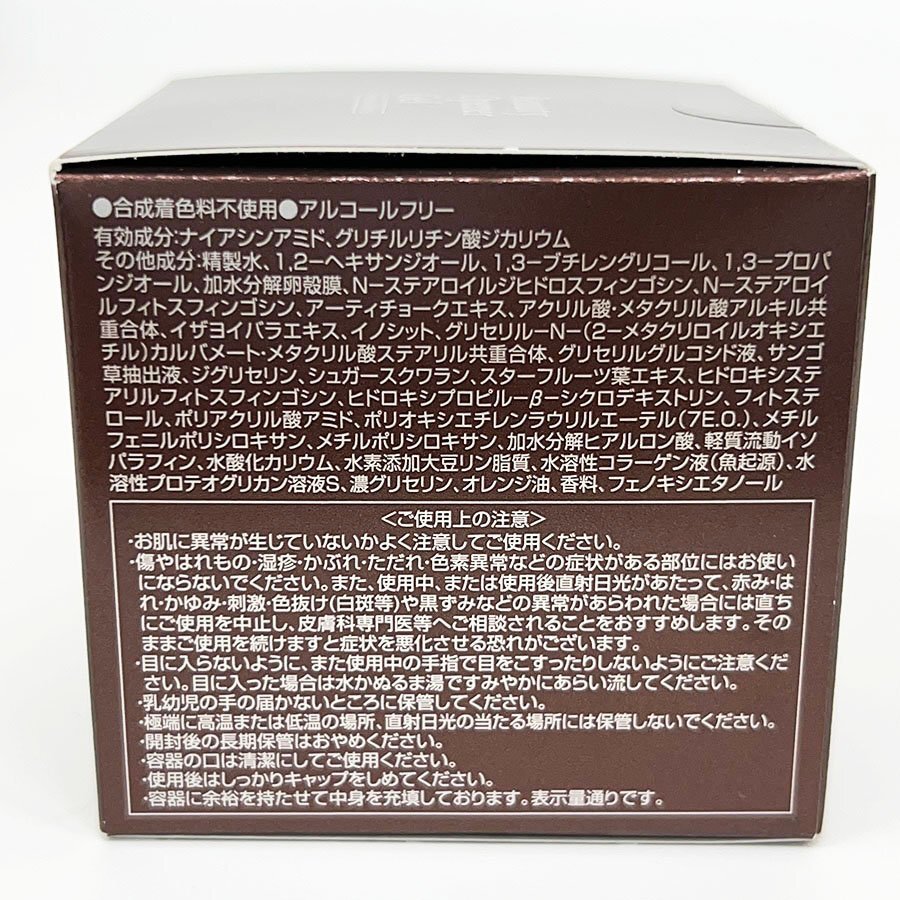 ●合成着色料不使用●アルコールフリー
有効成分:ナイアシンアミド、グリチルリチン酸ジカリウム
その他成分:精製水、1,2-ヘキサンジオール、1,3-ブチレングリコール、1,3-プロパ
ンジオール、加水分解卵殻膜、N-ステアロイルジヒドロスフィンゴシン、N-ステアロイ
ルフィトスフィンゴシン、アーティチョークエキス、アクリル酸・メタクリル酸アルキル共
重合体、イザヨイバラエキス、イノシット、グリセリル-N-(2-メタクリロイルオキシエ
チル)カルバメート・メタクリル酸ステアリル共重合体、グリセリルグルコシド液、サンゴ
草抽出液、ジグリセリン、シュガースクワラン、スターフルーツ葉エキス、ヒドロキシステ
アリルフィトスフィンゴシン、ヒドロキシプロピル-β-シクロデキストリン、フィトステ
ロール、ポリアクリル酸アミド、ポリオキシエチレンラウリルエーテル(7E.O.)、メチル
フェニルポリシロキサン、メチルポリシロキサン、加水分解ヒアルロン酸、軽質流動イソ
パラフィン、水酸化カリウム、水素添加大豆リン脂質、水溶性コラーゲン液(魚起源)、水
溶性プロテオグリカン溶液S、濃グリセリン、オレンジ油、香料、フェノキシエタノール
<ご使用上の注意>
・お肌に異常が生じていないかよく注意してご使用ください。
・傷やはれもの・湿疹・かぶれ・ただれ・色素異常などの症状がある部位にはお使い
にならないでください。また、使用中、または使用後直射日光があたって、赤み・は
れ・かゆみ・刺激・色抜け(白斑等)や黒ずみなどの異常があらわれた場合には直ち
にご使用を中止し、皮膚科専門医等へご相談されることをおすすめします。その
ままご使用を続けますと症状を悪化させる恐れがございます。
・目に入らないように、また使用中の手指で目をこすったりしないようにご注意くだ
さい。目に入った場合は水かぬるま湯ですみやかにあらい流してください。
・乳幼児の手の届かないところに保管してください。
・極端に高温または低温の場所、直射日光の当たる場所には保管しないでください。
・開封後の長期保管はおやめください。
・容器の口は清潔にしてご使用ください。
・使用後はしっかりキャップをしめてください。
・容器に余裕を持たせて中身を充填しております。表示量通りです。